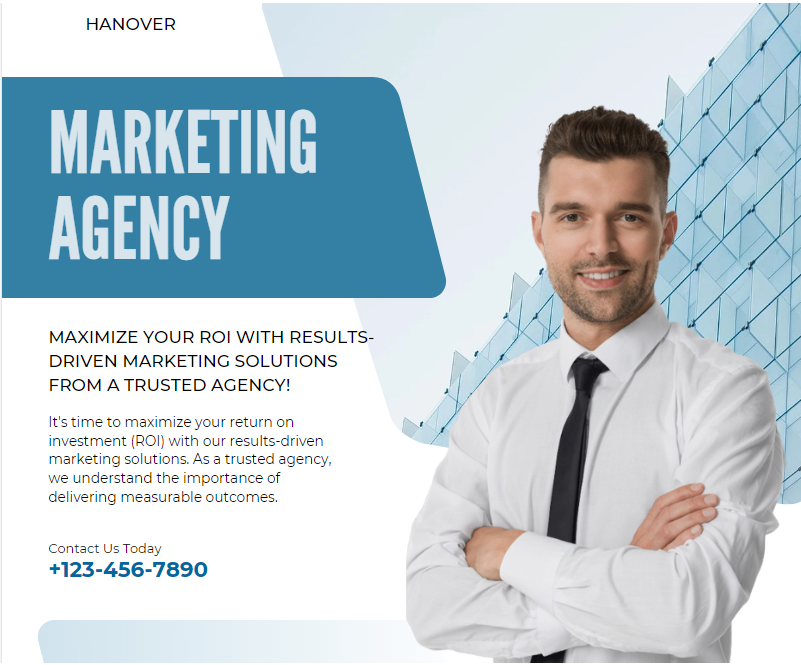 HANOVER
MARKETING
AGENCY
MAXIMIZE YOUR ROI WITH RESULTS-
DRIVEN MARKETING SOLUTIONS
FROM A TRUSTED AGENCY!
It's time to maximize your return on
investment (ROI) with our results-driven
marketing solutions. As a trusted agency,
we understand the importance of
delivering measurable outcomes.
Contact Us Today
+123-456-7890